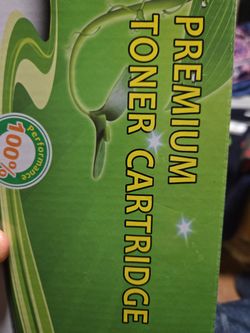 PREMIUM
TONER CARTRIDGE
100%
Performance